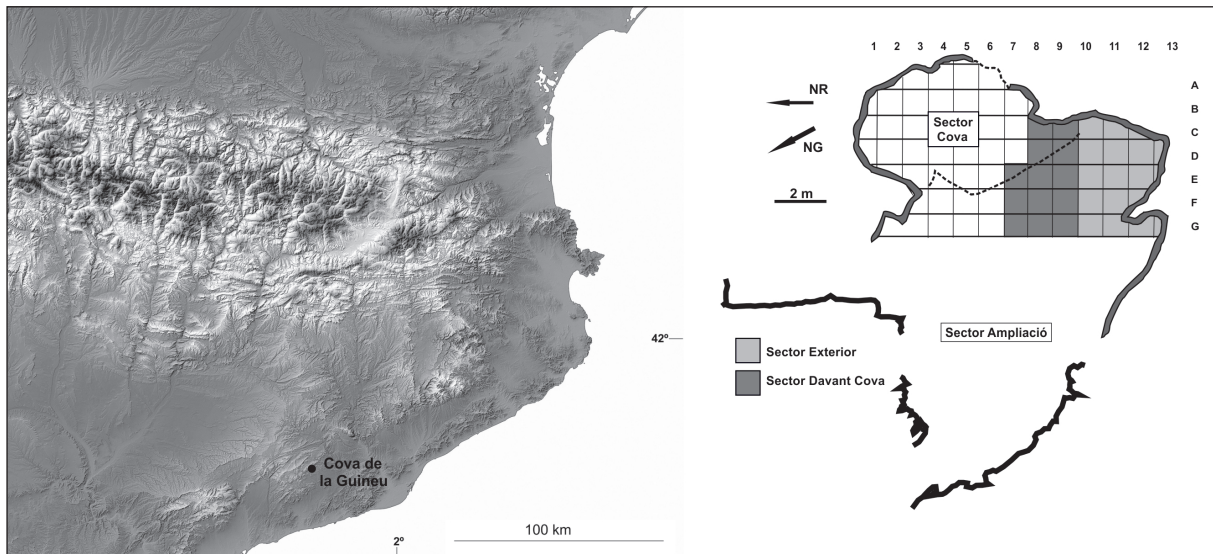 Cova de
la Guineu
42º
2º
100 km
1 2 3 4 5 6 7 8 9 10 11 12 13
A
B
C
D
E
F
G
NR
NG
2 m
Sector
Cova
Sector Ampliació
Sector Exterior
Sector Davant Cova